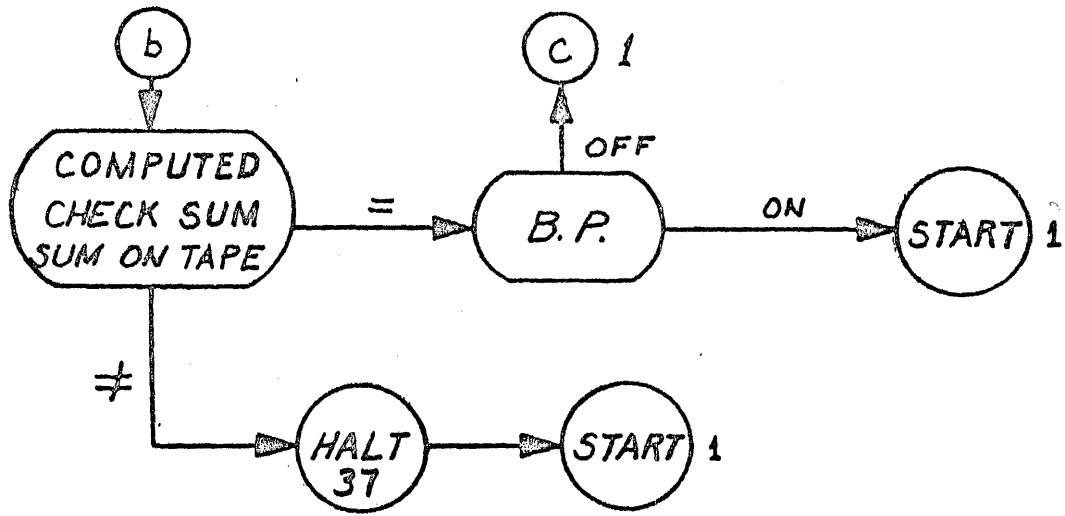 b
C 1
OFF
COMPUTED
CHECK SUM
SUM ON TAPE
=
B. P.
ON
START 1
≠
HALT
37
START 1